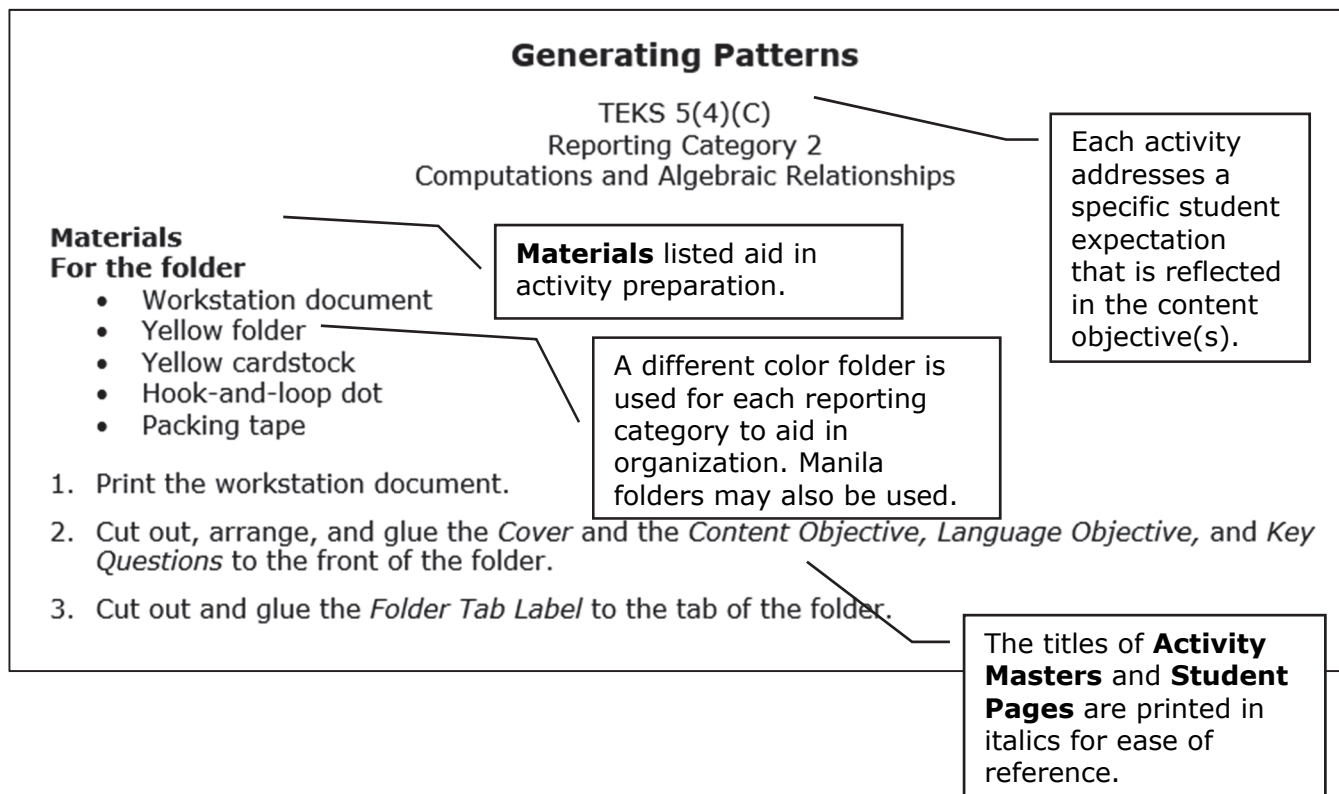 Generating Patterns
TEKS 5(4)(C)
Reporting Category 2
Computations and Algebraic Relationships
Each activity
addresses a
specific student
expectation
that is reflected
in the content
objective(s).
Materials
For the folder
• Workstation document
• Yellow folder
• Yellow cardstock
• Hook-and-loop dot
• Packing tape
Materials listed aid in
activity preparation.
A different color folder is
used for each reporting
category to aid in
organization. Manila
folders may also be used.
1. Print the workstation document.
2. Cut out, arrange, and glue the Cover and the Content Objective, Language Objective, and Key
Questions to the front of the folder.
3. Cut out and glue the Folder Tab Label to the tab of the folder.
The titles of Activity
Masters and Student
Pages are printed in
italics for ease of
reference.